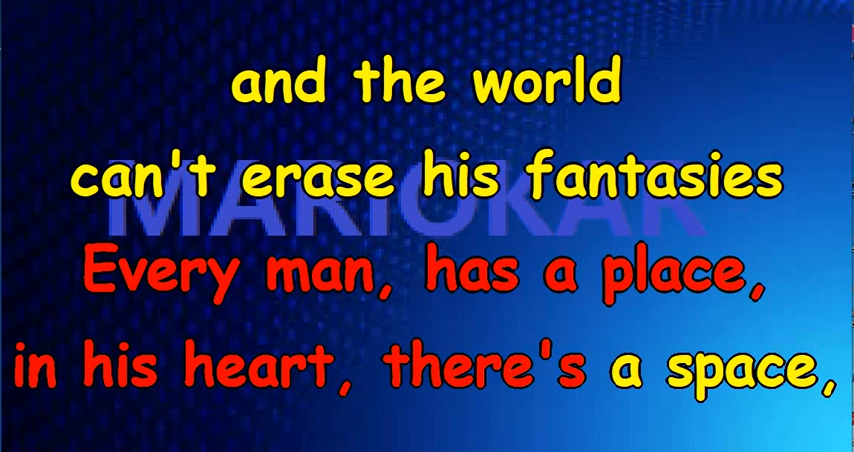 and the world
can't erase his fantasies
MARIOKAR
Every man, has a place,
in his heart, there's a space,